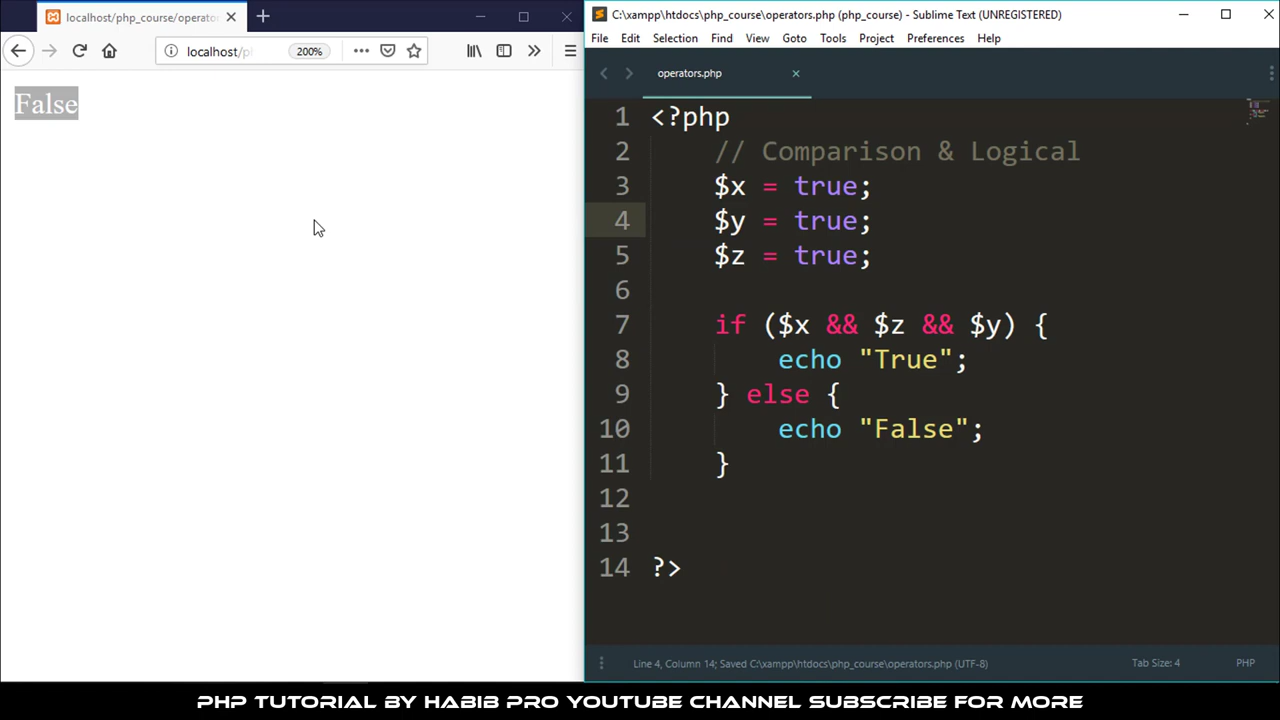 localhost/php_course/operator
localhost/p
200%
False
C:\xampp\htdocs\php_course\operators.php (php_course) - Sublime Text (UNREGISTERED)
File Edit Selection Find View Goto Tools Project Preferences Help
operators.php
1 <?php
2 // Comparison & Logical
3 $x = true;
4 $y = true;
5 $z = true;
6
7 if ($x && $z && $y) {
8 echo "True";
9 } else {
10 echo "False";
11 }
12
13
14 ?>
Line 4, Column 14; Saved C:\xampp\htdocs\php_course\operators.php (UTF-8)
Tab Size: 4
PHP
PHP TUTORIAL BY HABIB PRO YOUTUBE CHANNEL SUBSCRIBE FOR MORE